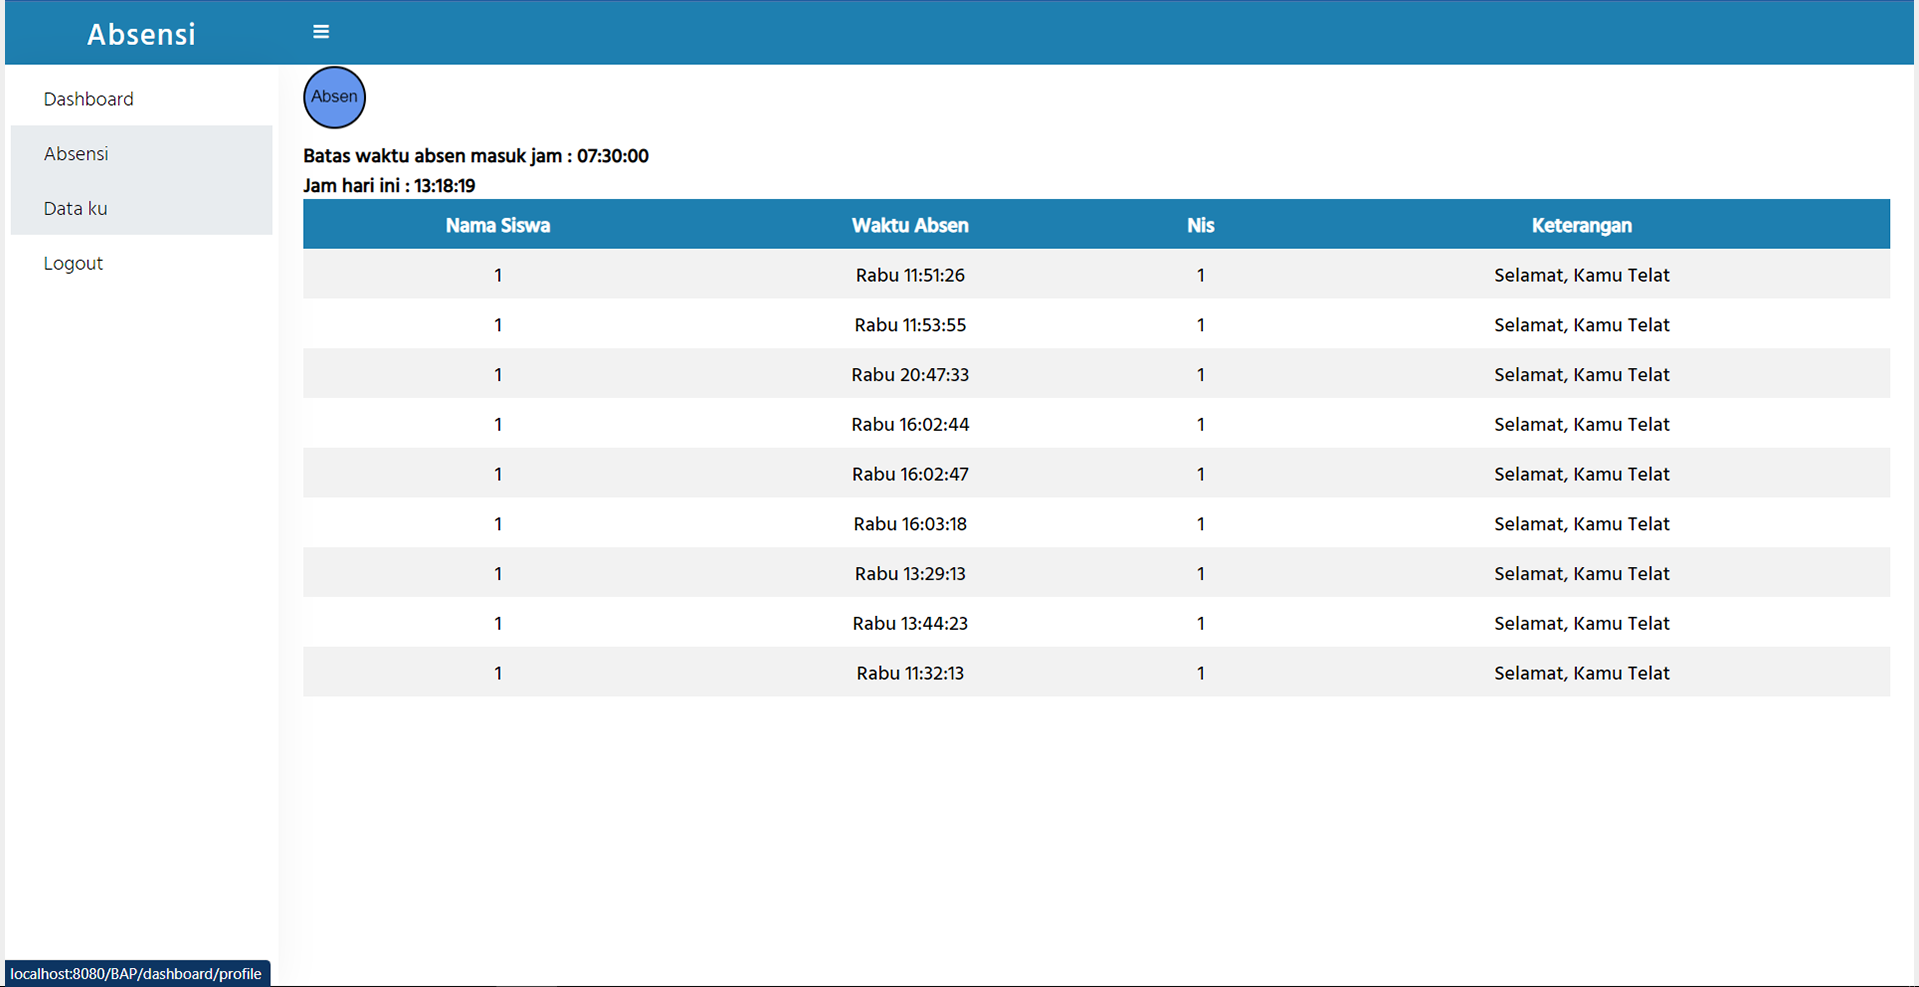 Absensi
Dashboard
Absensi
Data ku
Logout
Absen
Batas waktu absen masuk jam : 07:30:00
Jam hari ini : 13:18:19
Nama Siswa Waktu Absen Nis Keterangan
1 Rabu 11:51:26 1 Selamat, Kamu Telat
1 Rabu 11:53:55 1 Selamat, Kamu Telat
1 Rabu 20:47:33 1 Selamat, Kamu Telat
1 Rabu 16:02:44 1 Selamat, Kamu Telat
1 Rabu 16:02:47 1 Selamat, Kamu Telat
1 Rabu 16:03:18 1 Selamat, Kamu Telat
1 Rabu 13:29:13 1 Selamat, Kamu Telat
1 Rabu 13:44:23 1 Selamat, Kamu Telat
1 Rabu 11:32:13 1 Selamat, Kamu Telat
localhost:8080/BAP/dashboard/profile